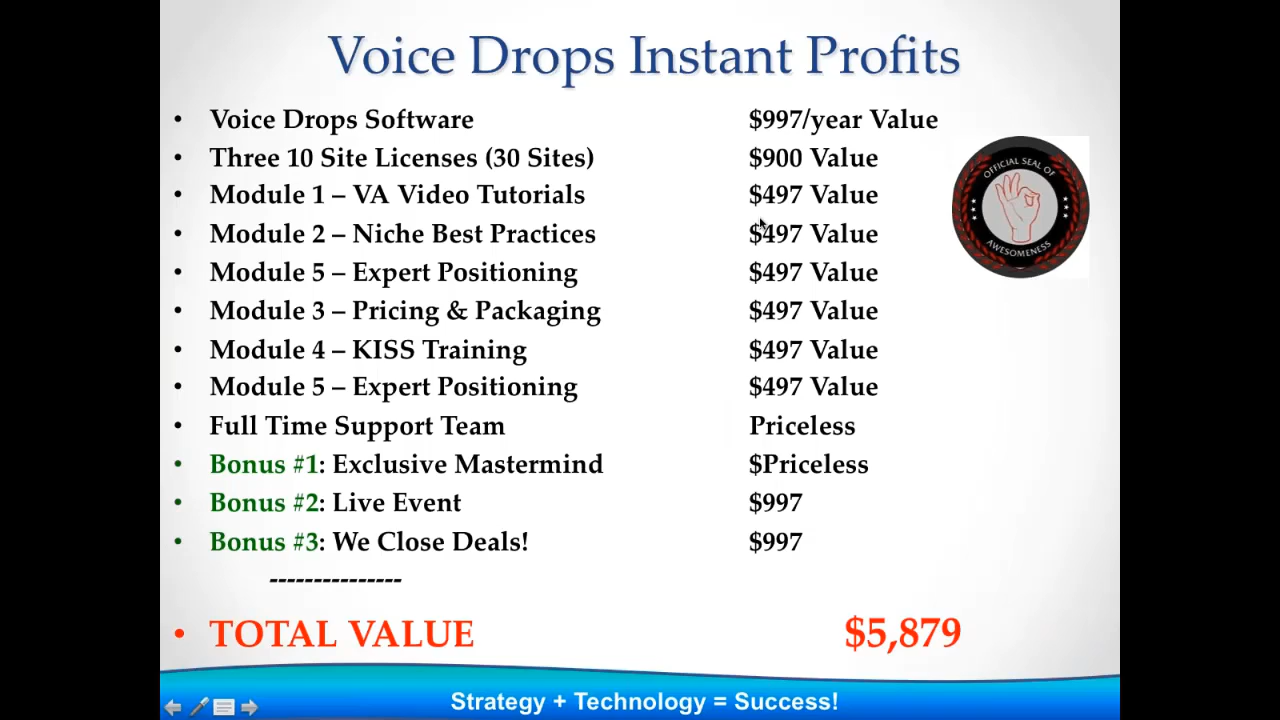 Voice Drops Instant Profits
• Voice Drops Software $997/year Value
• Three 10 Site Licenses (30 Sites) $900 Value
• Module 1 – VA Video Tutorials $497 Value
• Module 2 – Niche Best Practices $497 Value
• Module 5 – Expert Positioning $497 Value
• Module 3 – Pricing & Packaging $497 Value
• Module 4 – KISS Training $497 Value
• Module 5 – Expert Positioning $497 Value
• Full Time Support Team Priceless
• Bonus #1: Exclusive Mastermind $Priceless
• Bonus #2: Live Event $997
• Bonus #3: We Close Deals! $997
---------------
• TOTAL VALUE $5,879
OFFICIAL SEAL OF
AWESOMENESS
Strategy + Technology = Success!